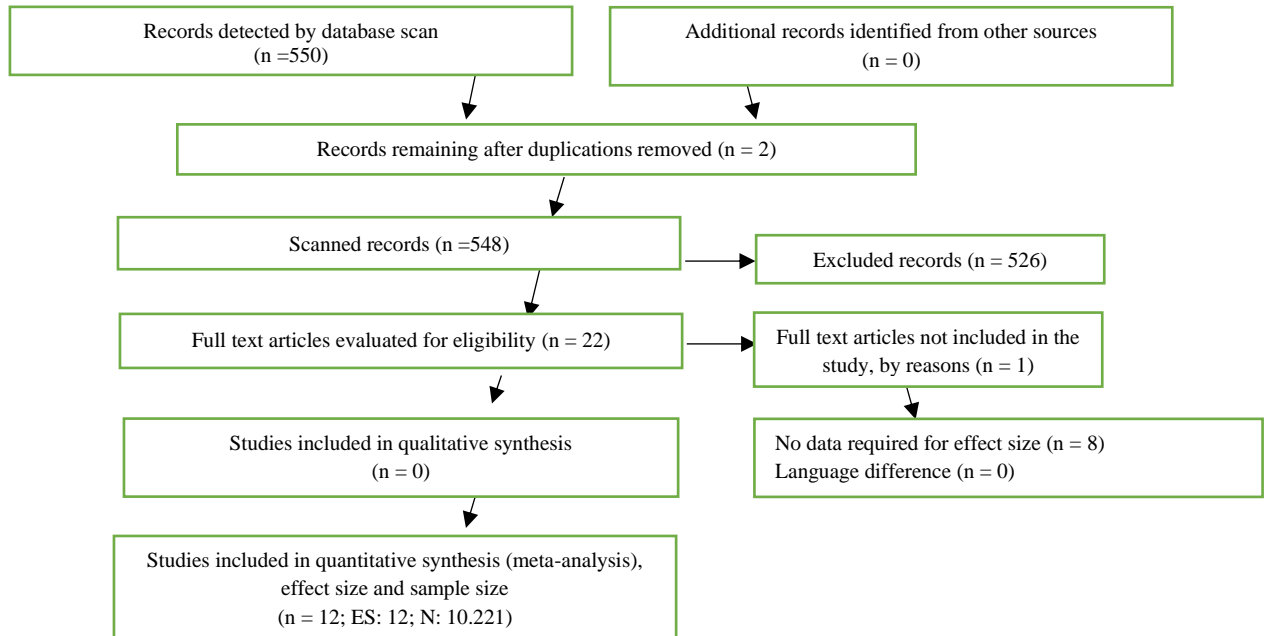 Records detected by database scan
(n =550)
Additional records identified from other sources
(n = 0)
Records remaining after duplications removed (n = 2)
Scanned records (n =548)
Excluded records (n = 526)
Full text articles evaluated for eligibility (n = 22)
Full text articles not included in the
study, by reasons (n = 1)
Studies included in qualitative synthesis
(n = 0)
No data required for effect size (n = 8)
Language difference (n = 0)
Studies included in quantitative synthesis (meta-analysis),
effect size and sample size
(n = 12; ES: 12; N: 10.221)